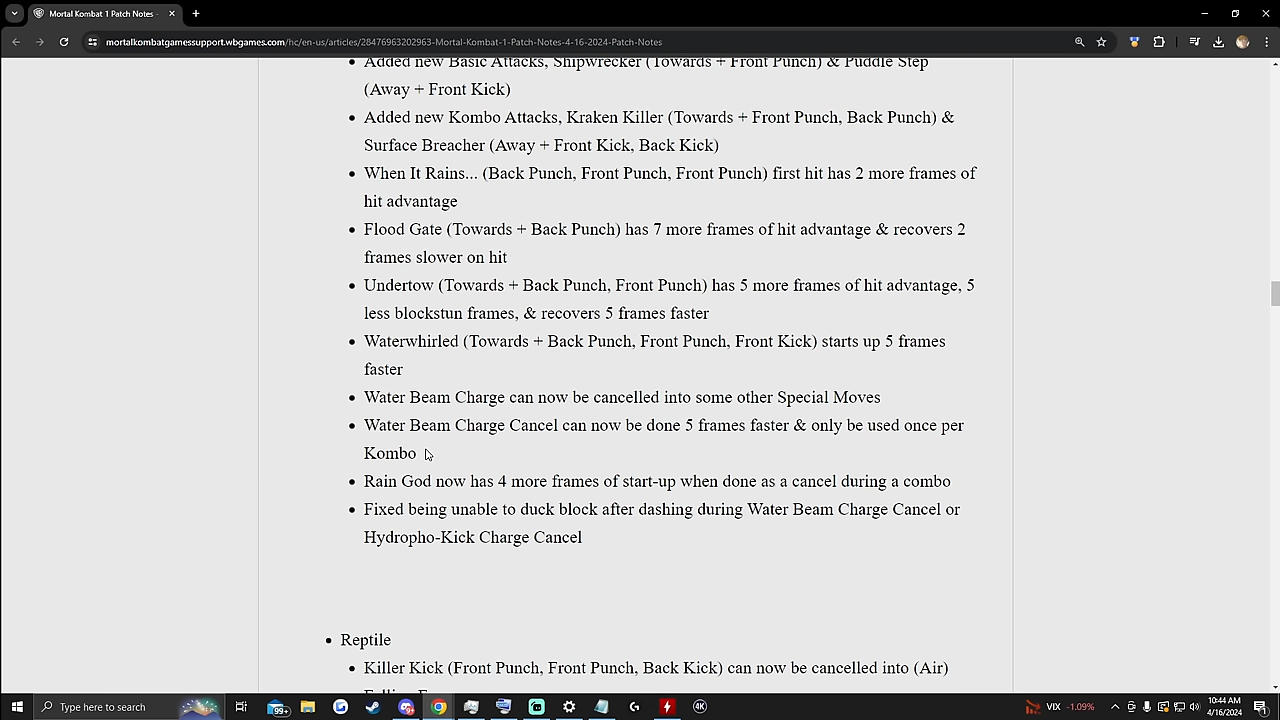 Mortal Kombat 1 Patch Notes -
mortalkombatgamessupport.wbgames.com/hc/en-us/articles/28476963202963-Mortal-Kombat-1-Patch-Notes-4-16-2024-Patch-Notes
Added new Basic Attacks, Shipwrecker (Towards + Front Punch) & Puddle Step
(Away + Front Kick)
Added new Kombo Attacks, Kraken Killer (Towards + Front Punch, Back Punch) &
Surface Breacher (Away + Front Kick, Back Kick)
When It Rains... (Back Punch, Front Punch, Front Punch) first hit has 2 more frames of
hit advantage
Flood Gate (Towards + Back Punch) has 7 more frames of hit advantage & recovers 2
frames slower on hit
Undertow (Towards + Back Punch, Front Punch) has 5 more frames of hit advantage, 5
less blockstun frames, & recovers 5 frames faster
Waterwhirled (Towards + Back Punch, Front Punch, Front Kick) starts up 5 frames
faster
Water Beam Charge can now be cancelled into some other Special Moves
Water Beam Charge Cancel can now be done 5 frames faster & only be used once per
Kombo
Rain God now has 4 more frames of start-up when done as a cancel during a combo
Fixed being unable to duck block after dashing during Water Beam Charge Cancel or
Hydropho-Kick Charge Cancel
Reptile
Killer Kick (Front Punch, Front Punch, Back Kick) can now be cancelled into (Air)
Type here to search
99+
4K
VIX -1.09%
10:44 AM
4/16/2024